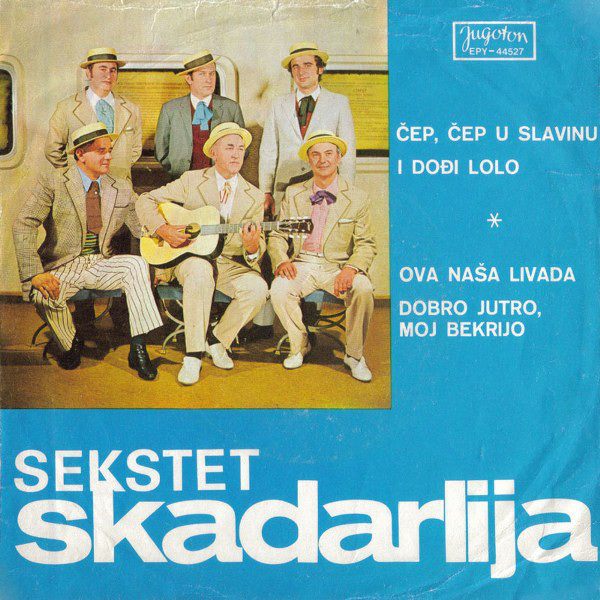 Jugoton
EPY-44527
ČEP, ČEP U SLAVINU
I DOĐI LOLO
*
OVA NAŠA LIVADA
DOBRO JUTRO,
MOJ BEKRIJO
SEKSTET
skadarlija